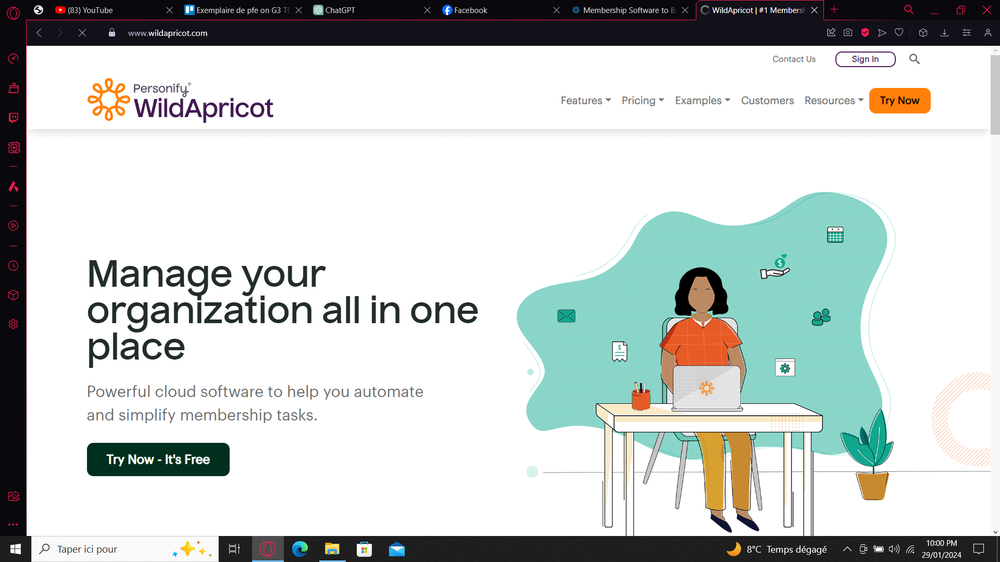 (83) YouTube
Exemplaire de pfe on G3 TD
ChatGPT
Facebook
Membership Software to Bu
WildApricot | #1 Membersh
www.wildapricot.com
Contact Us
Sign In
Personify®
WildApricot
Features
Pricing
Examples
Customers
Resources
Try Now
Manage your
organization all in one
place
Powerful cloud software to help you automate
and simplify membership tasks.
Try Now - It's Free
Taper ici pour
8°C Temps dégagé
10:00 PM
29/01/2024